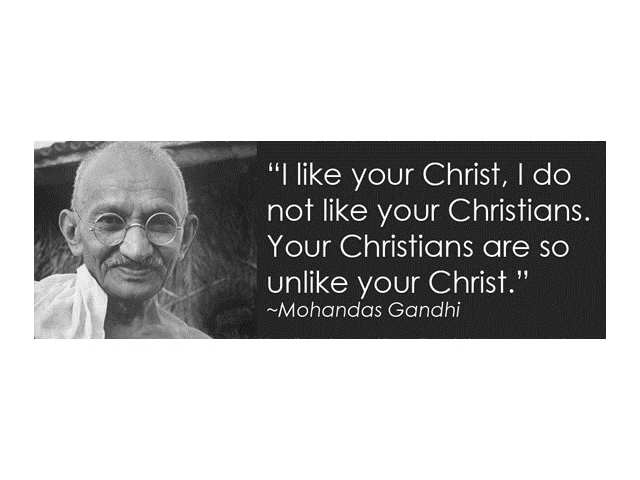 “I like your Christ, I do
not like your Christians.
Your Christians are so
unlike your Christ.”
~Mohandas Gandhi